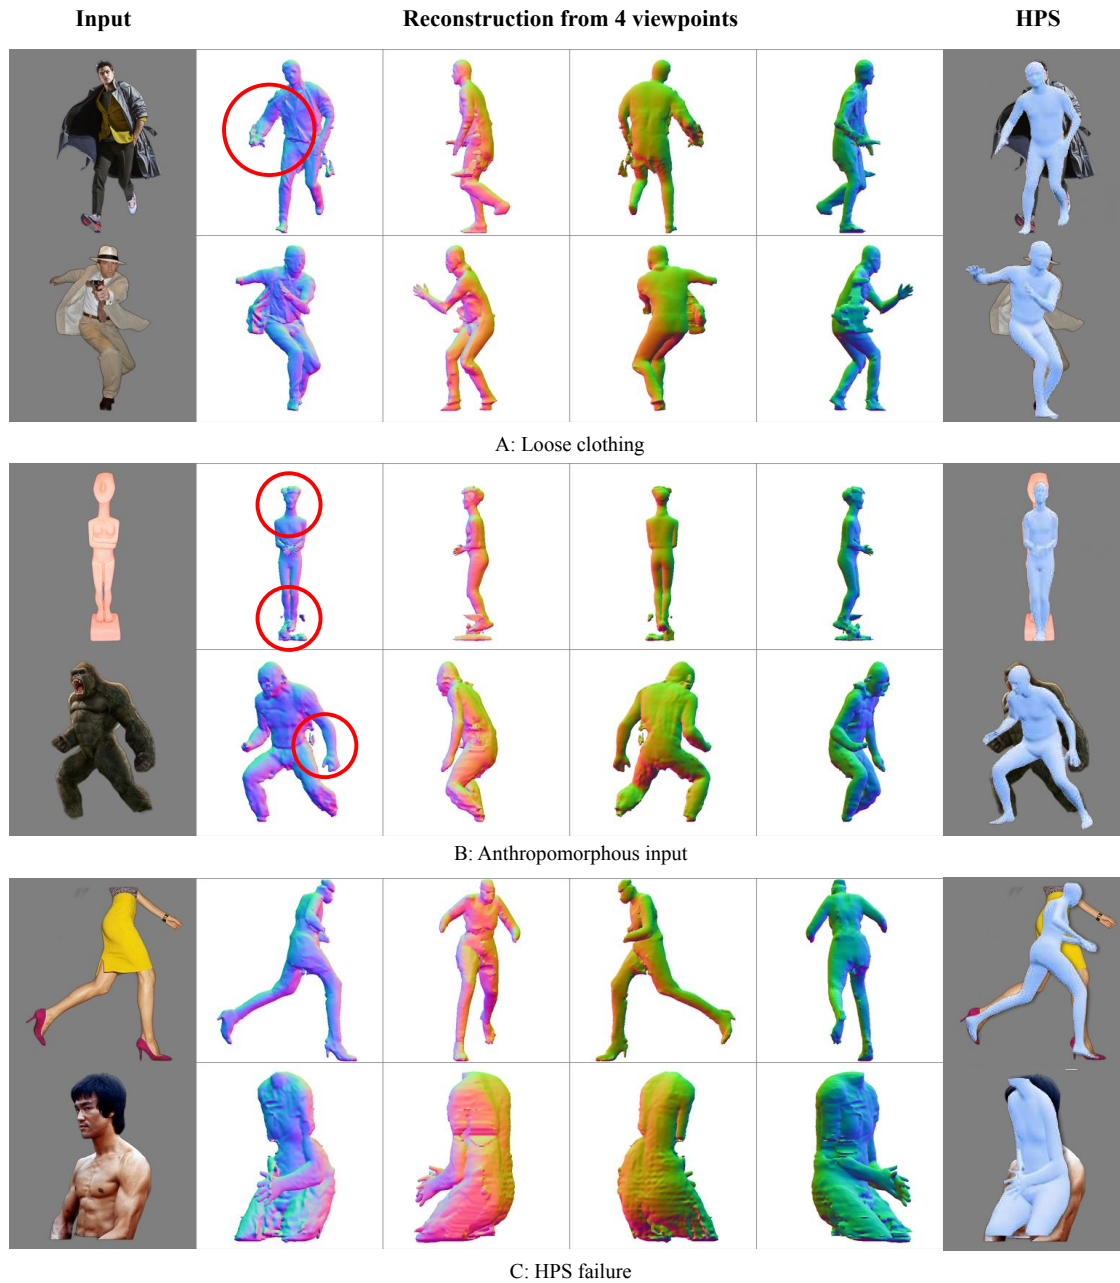 Input
Reconstruction from 4 viewpoints
HPS
A: Loose clothing
B: Anthropomorphous input
C: HPS failure